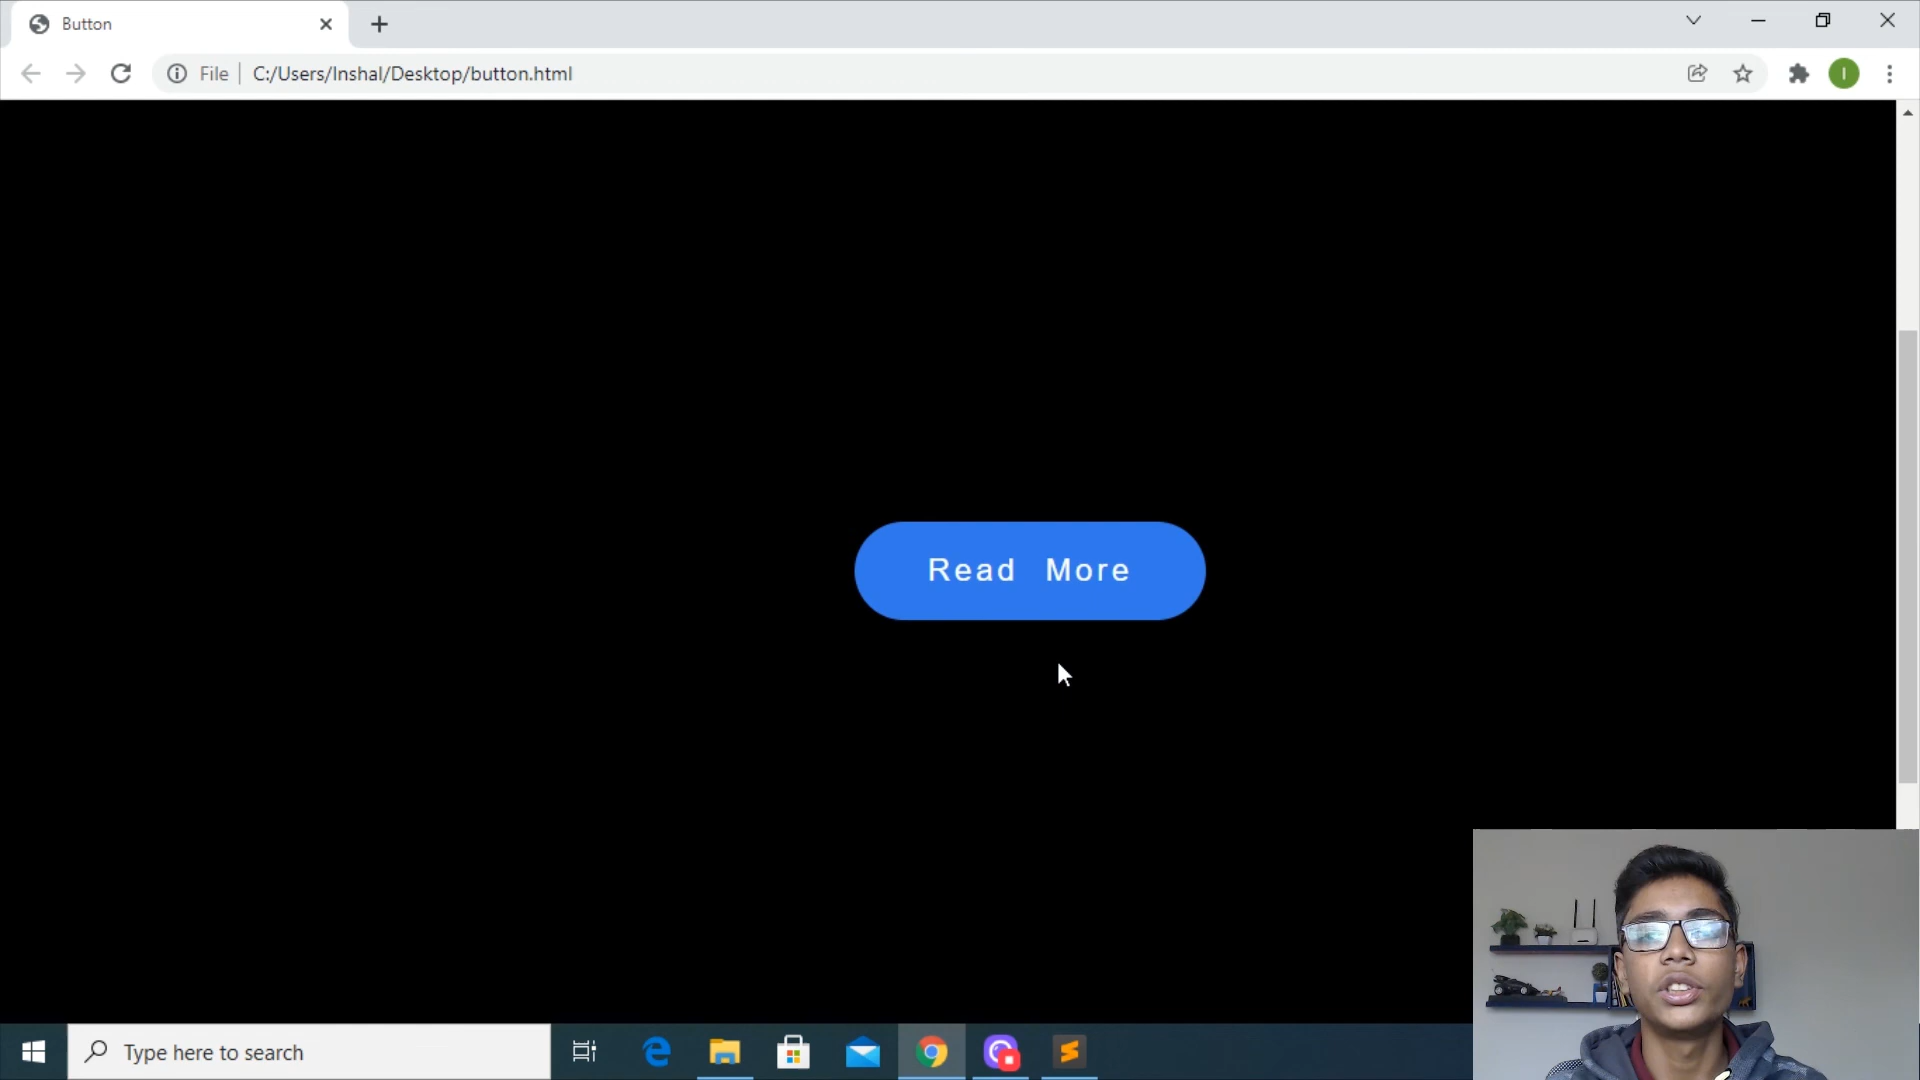 Button
File
C:/Users/Inshal/Desktop/button.html
I
Read More
Type here to search